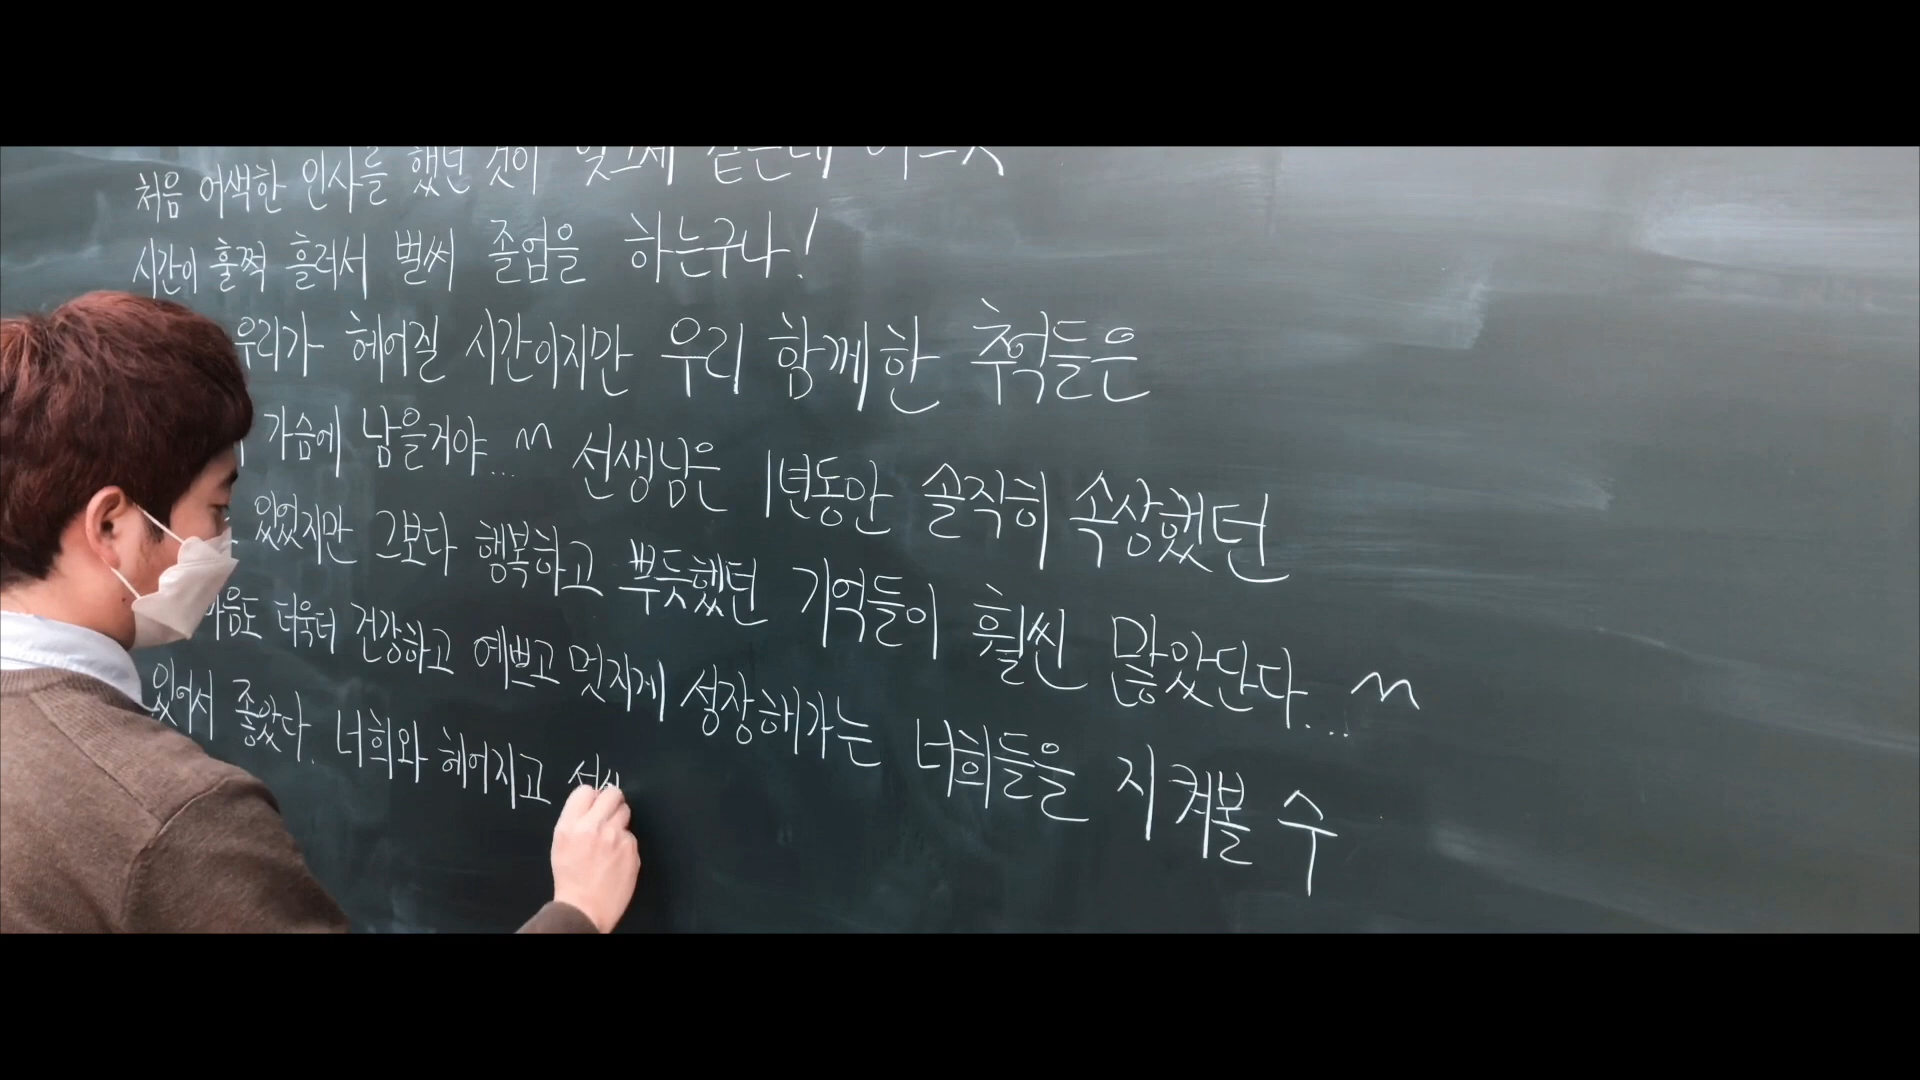 처음 어색한 인사를 했던 것이 엊그제 같은데 어느덧
시간이 훌쩍 흘러서 벌써 졸업을 하는구나!
우리가 헤어질 시간이지만 우리 함께한 추억들은
가슴에 남을거야... ^^ 선생님은 1년동안 솔직히 속상했던
있었지만 그보다 행복하고 뿌듯했던 기억들이 훨씬 많았단다... ^^
마음도 더욱더 건강하고 예쁘고 멋지게 성장해가는 너희들을 지켜볼 수
있어서 좋았다. 너희와 헤어지고